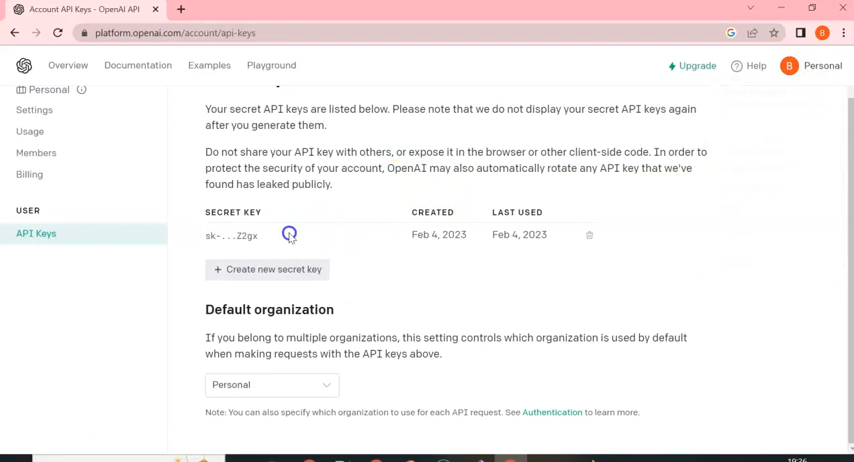 Account API Keys - OpenAI API
platform.openai.com/account/api-keys
G
B
Overview Documentation Examples Playground
Upgrade
Help
B Personal
Personal
Settings
Usage
Members
Billing
USER
API Keys
Your secret API keys are listed below. Please note that we do not display your secret API keys again
after you generate them.
Do not share your API key with others, or expose it in the browser or other client-side code. In order to
protect the security of your account, OpenAI may also automatically rotate any API key that we've
found has leaked publicly.
SECRET KEY CREATED LAST USED
sk-...Z2gx Feb 4, 2023 Feb 4, 2023
+ Create new secret key
Default organization
If you belong to multiple organizations, this setting controls which organization is used by default
when making requests with the API keys above.
Personal
Note: You can also specify which organization to use for each API request. See Authentication to learn more.